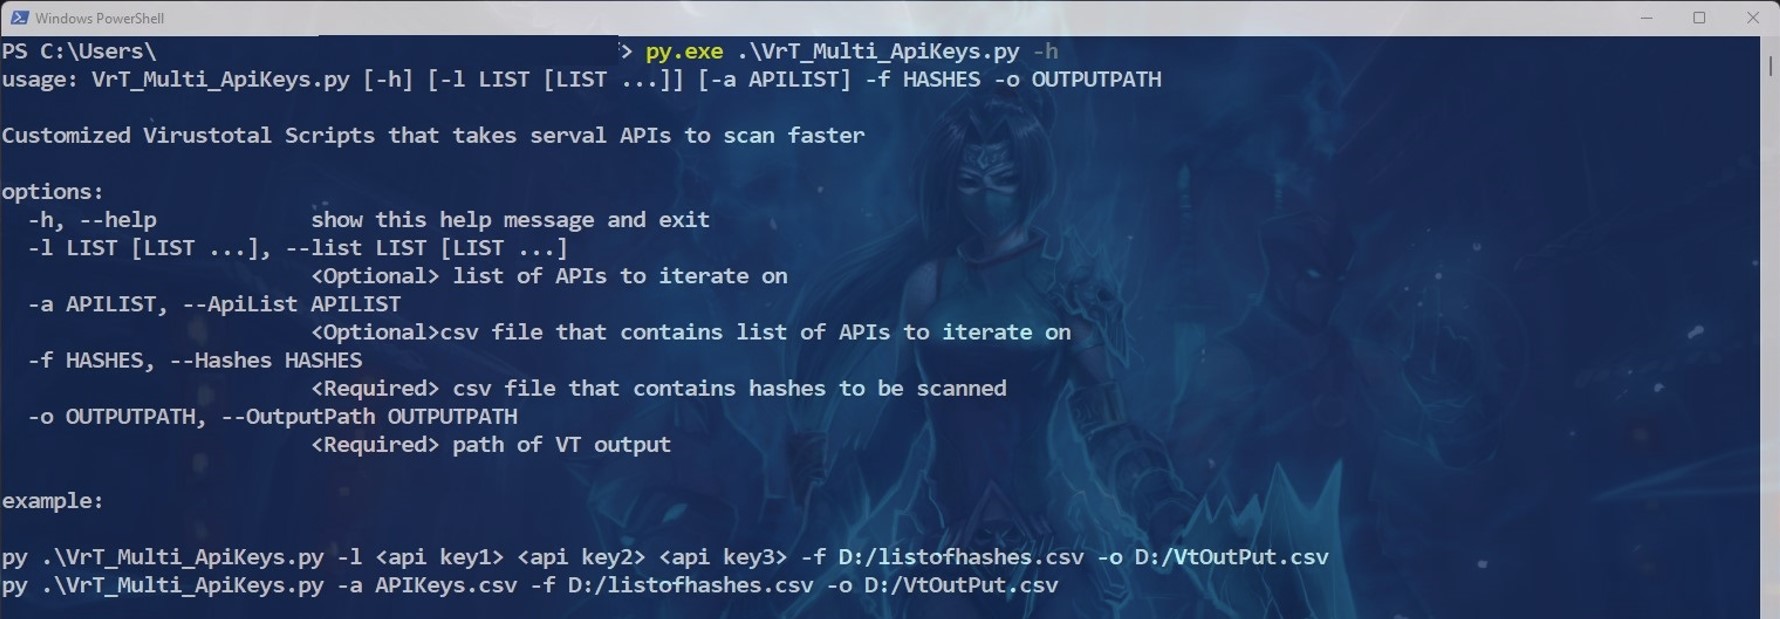 Windows PowerShell
PS C:\Users\ > py.exe .\VrT_Multi_ApiKeys.py -h
usage: VrT_Multi_ApiKeys.py [-h] [-l LIST [LIST ...]] [-a APILIST] -f HASHES -o OUTPUTPATH
Customized Virustotal Scripts that takes serval APIs to scan faster
options:
-h, --help show this help message and exit
-l LIST [LIST ...], --list LIST [LIST ...]
<Optional> list of APIs to iterate on
-a APILIST, --ApiList APILIST
<Optional>csv file that contains list of APIs to iterate on
-f HASHES, --Hashes HASHES
<Required> csv file that contains hashes to be scanned
-o OUTPUTPATH, --OutputPath OUTPUTPATH
<Required> path of VT output
example:
py .\VrT_Multi_ApiKeys.py -l <api key1> <api key2> <api key3> -f D:/listofhashes.csv -o D:/VtOutPut.csv
py .\VrT_Multi_ApiKeys.py -a APIKeys.csv -f D:/listofhashes.csv -o D:/VtOutPut.csv